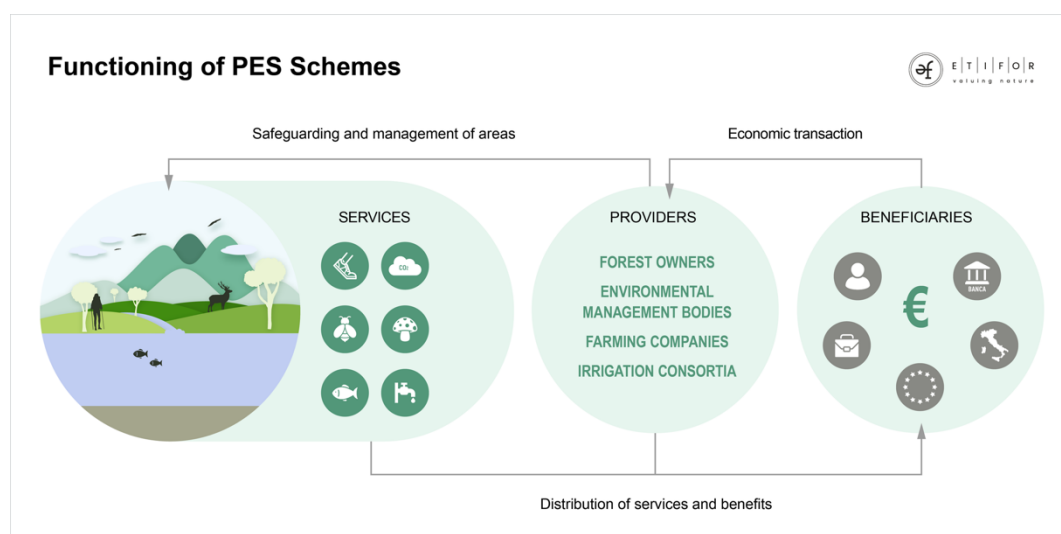 Functioning of PES Schemes
E|T|I|F|O|R
valuing nature
Safeguarding and management of areas
Economic transaction
SERVICES
PROVIDERS
BENEFICIARIES
CO₂
FOREST OWNERS
ENVIRONMENTAL
MANAGEMENT BODIES
FARMING COMPANIES
IRRIGATION CONSORTIA
BANCA
€
Distribution of services and benefits